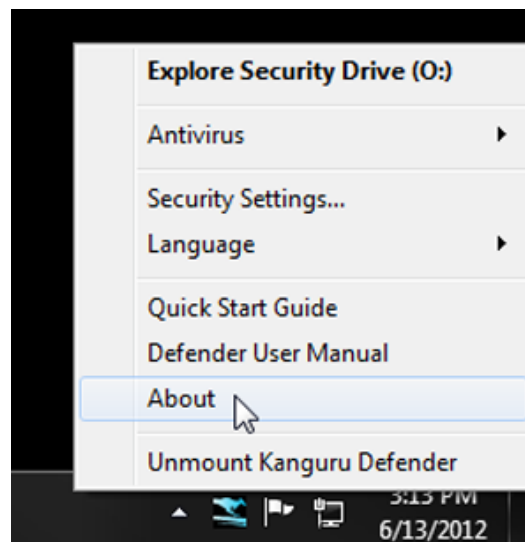 Explore Security Drive (O:)
Antivirus
Security Settings...
Language
Quick Start Guide
Defender User Manual
About
Unmount Kanguru Defender
3:13 PM
6/13/2012